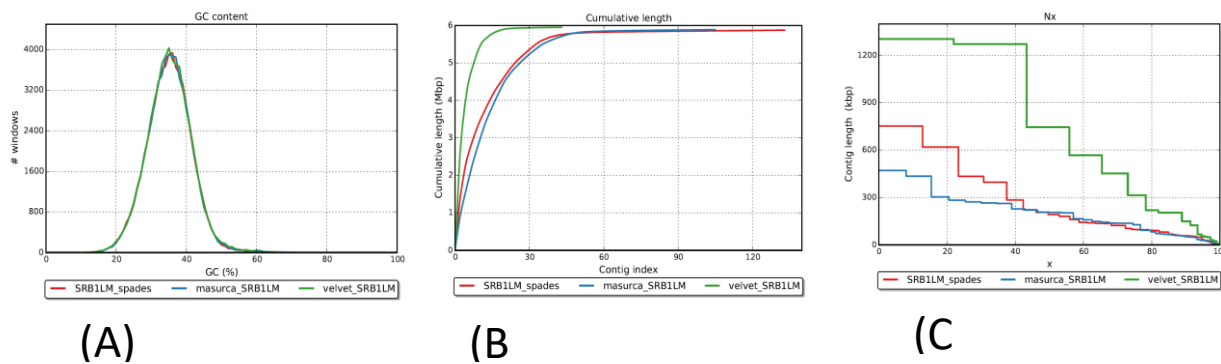 GC content
4000
3200
2400
1600
800
0
# windows
0 20 40 60 80 100
GC (%)
SRB1LM_spades masurca_SRB1LM velvet_SRB1LM
(A)
Cumulative length
6
5
4
3
2
1
0
Cumulative length (Mbp)
0 30 60 90 120
Contig index
SRB1LM_spades masurca_SRB1LM velvet_SRB1LM
(B)
Nx
1200
900
600
300
0
Contig length (kbp)
0 20 40 60 80 100
x
SRB1LM_spades masurca_SRB1LM velvet_SRB1LM
(C